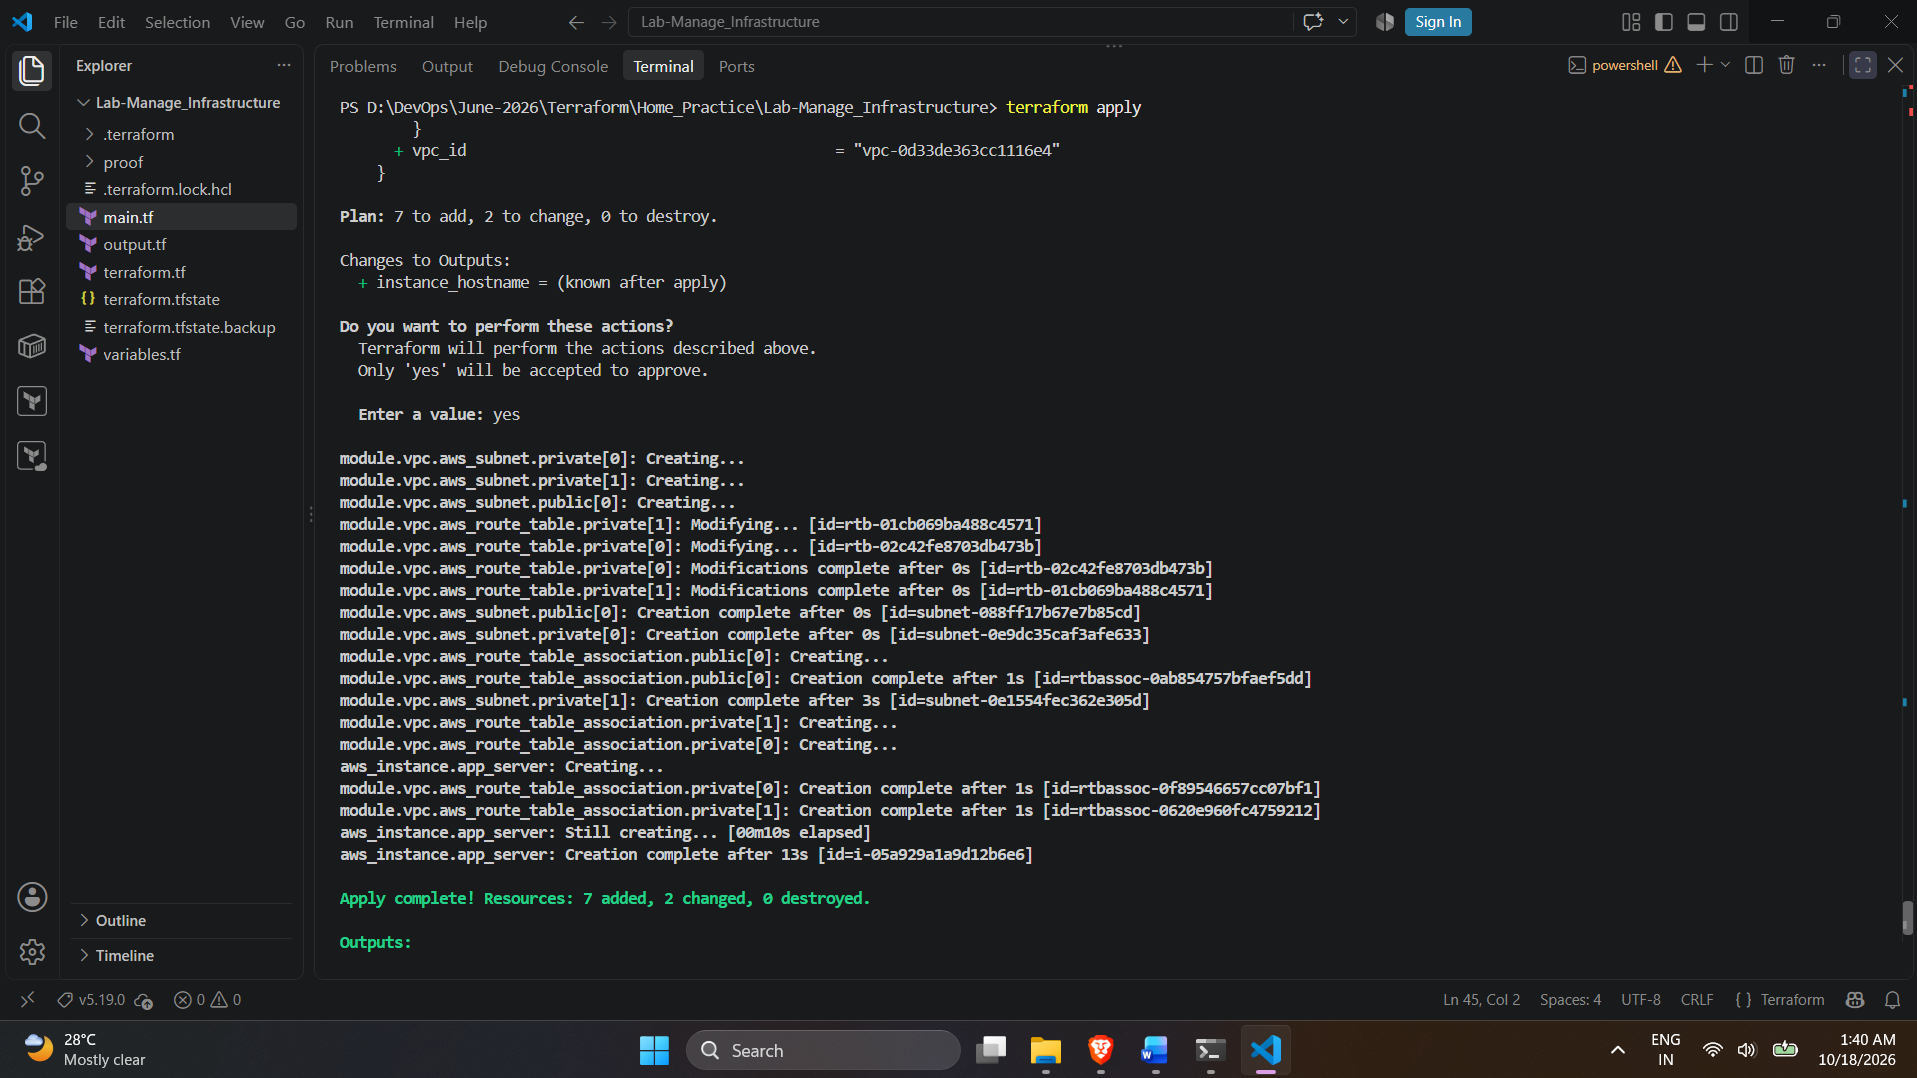 File Edit Selection View Go Run Terminal Help
Lab-Manage_Infrastructure
Sign In
Explorer
Lab-Manage_Infrastructure
.terraform
proof
.terraform.lock.hcl
main.tf
output.tf
terraform.tf
terraform.tfstate
terraform.tfstate.backup
variables.tf
Outline
Timeline
Problems Output Debug Console Terminal Ports
powershell
PS D:\DevOps\June-2026\Terraform\Home_Practice\Lab-Manage_Infrastructure> terraform apply
}
+ vpc_id = "vpc-0d33de363cc1116e4"
}
Plan: 7 to add, 2 to change, 0 to destroy.
Changes to Outputs:
+ instance_hostname = (known after apply)
Do you want to perform these actions?
Terraform will perform the actions described above.
Only 'yes' will be accepted to approve.
Enter a value: yes
module.vpc.aws_subnet.private[0]: Creating...
module.vpc.aws_subnet.private[1]: Creating...
module.vpc.aws_subnet.public[0]: Creating...
module.vpc.aws_route_table.private[1]: Modifying... [id=rtb-01cb069ba488c4571]
module.vpc.aws_route_table.private[0]: Modifying... [id=rtb-02c42fe8703db473b]
module.vpc.aws_route_table.private[0]: Modifications complete after 0s [id=rtb-02c42fe8703db473b]
module.vpc.aws_route_table.private[1]: Modifications complete after 0s [id=rtb-01cb069ba488c4571]
module.vpc.aws_subnet.public[0]: Creation complete after 0s [id=subnet-088ff17b67e7b85cd]
module.vpc.aws_subnet.private[0]: Creation complete after 0s [id=subnet-0e9dc35caf3afe633]
module.vpc.aws_route_table_association.public[0]: Creating...
module.vpc.aws_route_table_association.public[0]: Creation complete after 1s [id=rtbassoc-0ab854757bfaef5dd]
module.vpc.aws_subnet.private[1]: Creation complete after 3s [id=subnet-0e1554fec362e305d]
module.vpc.aws_route_table_association.private[1]: Creating...
module.vpc.aws_route_table_association.private[0]: Creating...
aws_instance.app_server: Creating...
module.vpc.aws_route_table_association.private[0]: Creation complete after 1s [id=rtbassoc-0f89546657cc07bf1]
module.vpc.aws_route_table_association.private[1]: Creation complete after 1s [id=rtbassoc-0620e960fc4759212]
aws_instance.app_server: Still creating... [00m10s elapsed]
aws_instance.app_server: Creation complete after 13s [id=i-05a929a1a9d12b6e6]
Apply complete! Resources: 7 added, 2 changed, 0 destroyed.
Outputs:
v5.19.0 0 0
Ln 45, Col 2 Spaces: 4 UTF-8 CRLF { } Terraform
28°C
Mostly clear
Search
ENG
IN
1:40 AM
10/18/2026